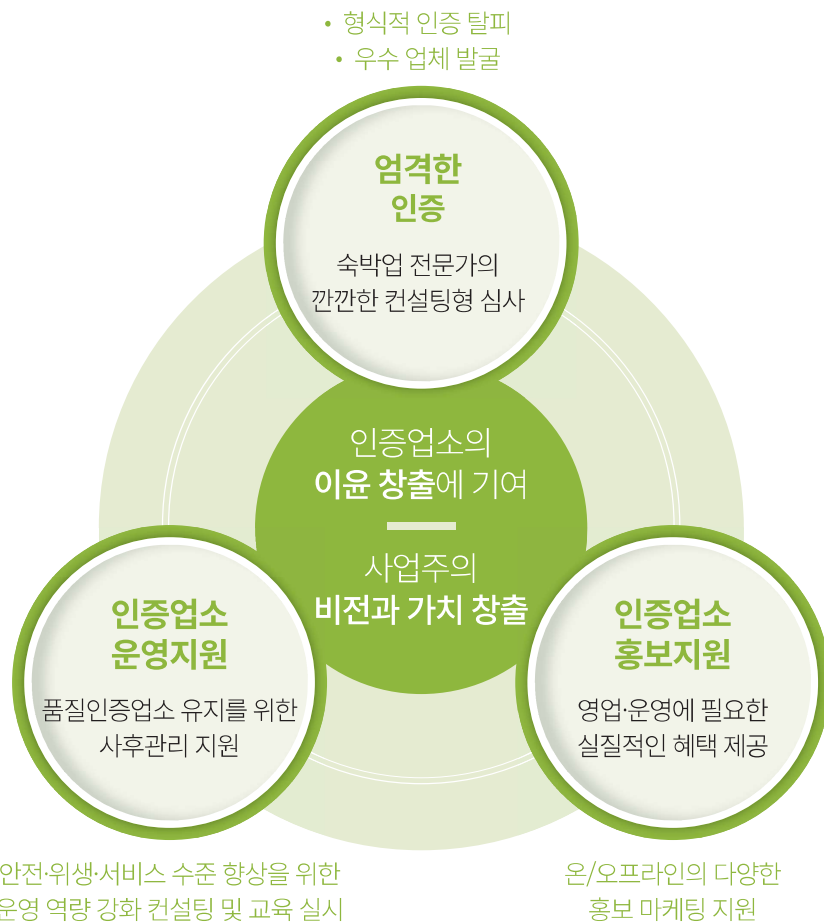 • 형식적 인증 탈피
• 우수 업체 발굴
엄격한
인증
숙박업 전문가의
깐깐한 컨설팅형 심사
인증업소의
이윤 창출에 기여
사업주의
비전과 가치 창출
인증업소
운영지원
품질인증업소 유지를 위한
사후관리 지원
안전·위생·서비스 수준 향상을 위한
운영 역량 강화 컨설팅 및 교육 실시
인증업소
홍보지원
영업·운영에 필요한
실질적인 혜택 제공
온/오프라인의 다양한
홍보 마케팅 지원